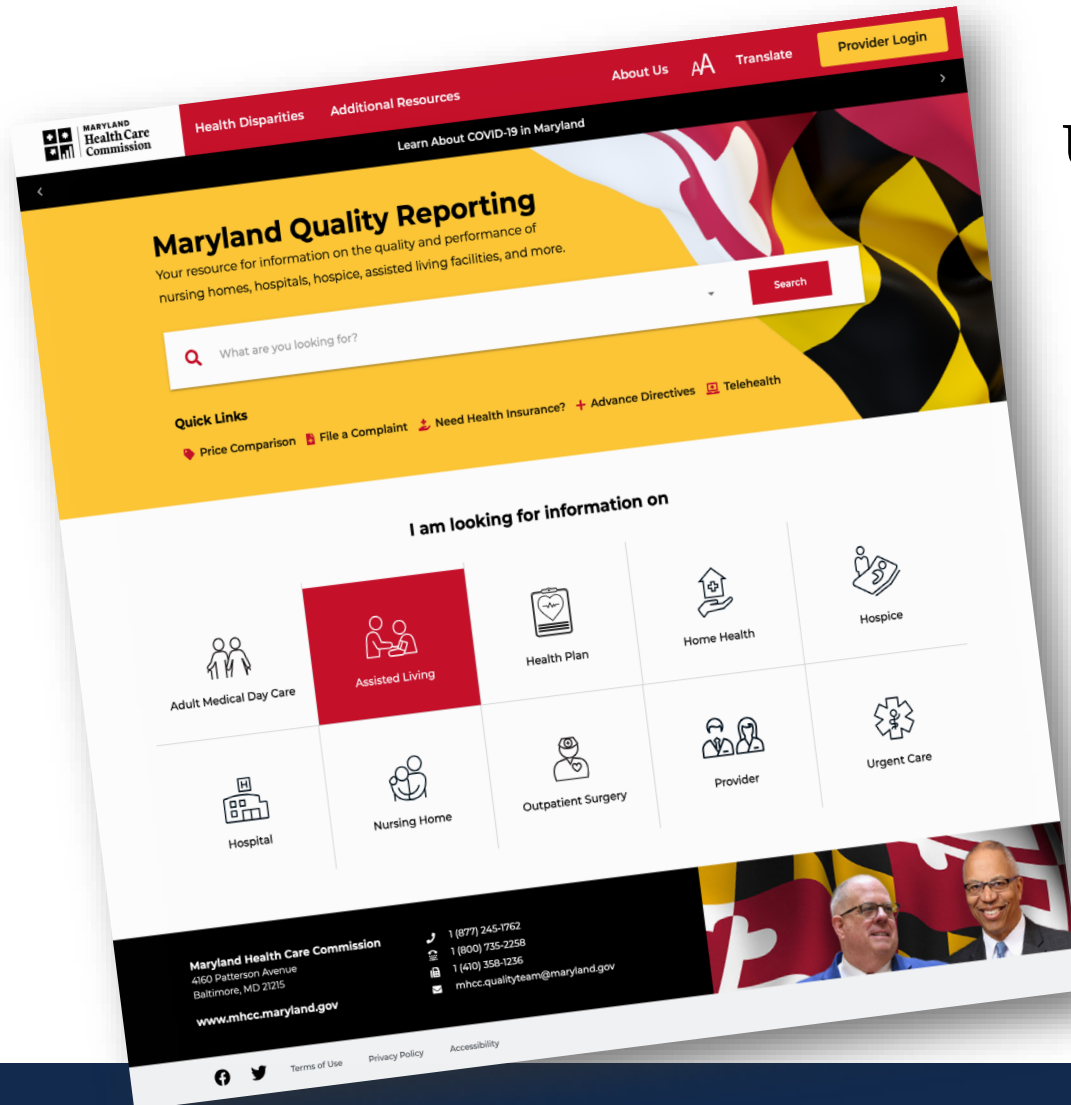 MARYLAND
Health Care
Commission
Health Disparities
Additional Resources
About Us
AA
Translate
Provider Login
Learn About COVID-19 in Maryland
Maryland Quality Reporting
Your resource for information on the quality and performance of
nursing homes, hospitals, hospice, assisted living facilities, and more.
What are you looking for?
Search
Quick Links
Price Comparison
File a Complaint
Need Health Insurance?
Advance Directives
Telehealth
I am looking for information on
Adult Medical Day Care
Assisted Living
Health Plan
Home Health
Hospice
H
Hospital
Nursing Home
Outpatient Surgery
Provider
Urgent Care
Maryland Health Care Commission
4160 Patterson Avenue
Baltimore, MD 21215
www.mhcc.maryland.gov
1 (877) 245-1762
1 (800) 735-2258
1 (410) 358-1236
mhcc.qualityteam@maryland.gov
Terms of Use
Privacy Policy
Accessibility